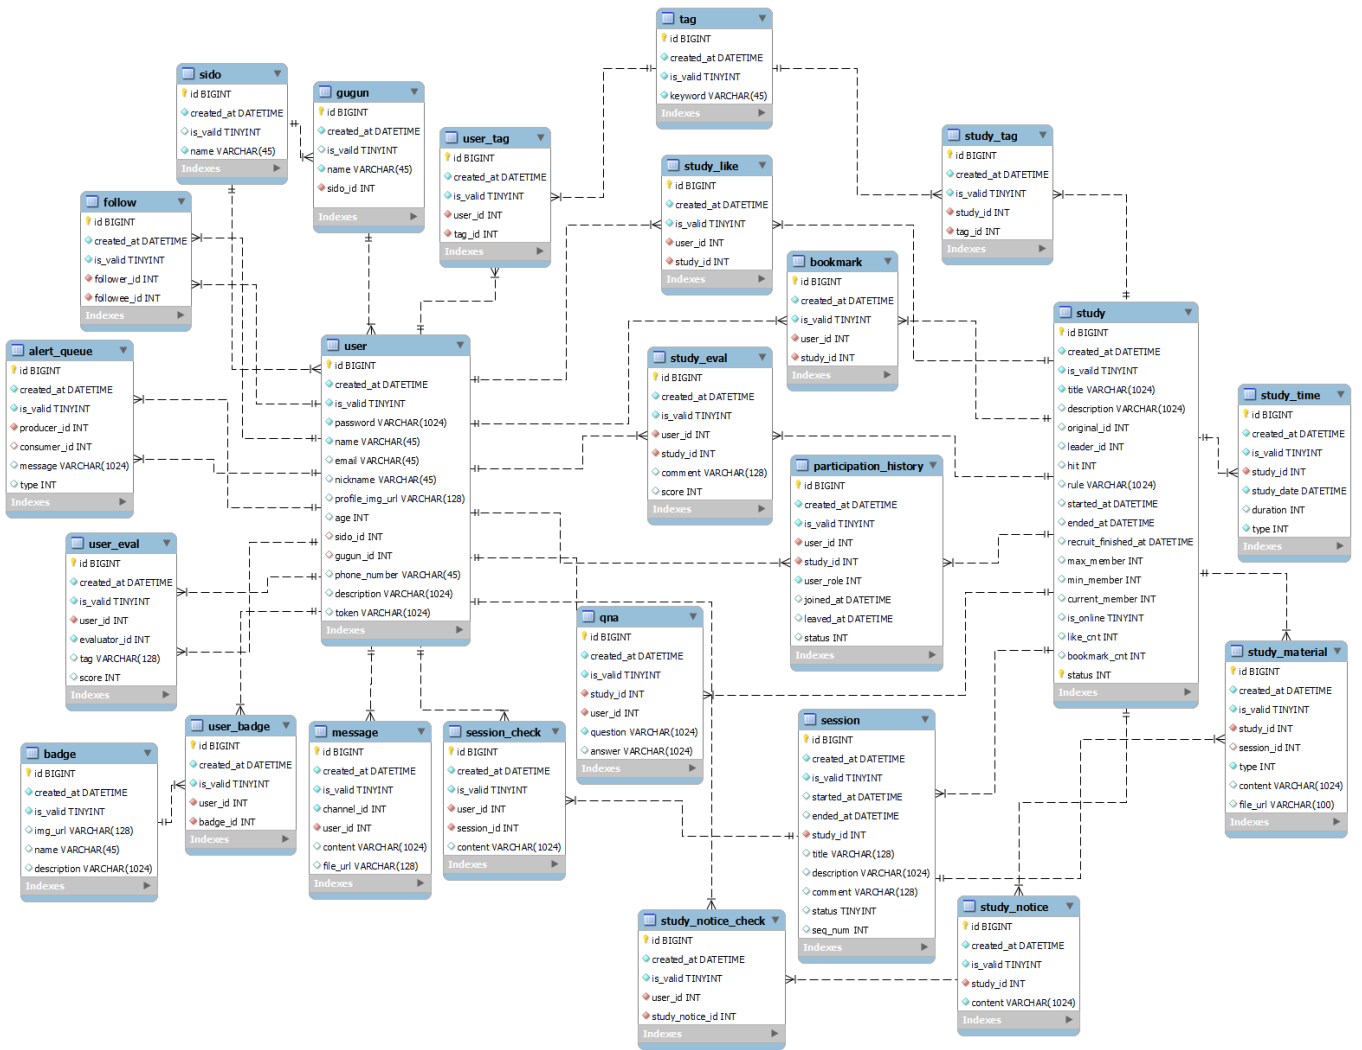 tag
id BIGINT
created_at DATETIME
is_valid TINYINT
keyword VARCHAR(45)
Indexes
sido
id BIGINT
created_at DATETIME
is_vaild TINYINT
name VARCHAR(45)
Indexes
gugun
id BIGINT
created_at DATETIME
is_vaild TINYINT
name VARCHAR(45)
sido_id INT
Indexes
user_tag
id BIGINT
created_at DATETIME
is_valid TINYINT
user_id INT
tag_id INT
Indexes
study_like
id BIGINT
created_at DATETIME
is_valid TINYINT
user_id INT
study_id INT
Indexes
study_tag
id BIGINT
created_at DATETIME
is_valid TINYINT
study_id INT
tag_id INT
Indexes
follow
id BIGINT
created_at DATETIME
is_valid TINYINT
follower_id INT
followee_id INT
Indexes
bookmark
id BIGINT
created_at DATETIME
is_valid TINYINT
user_id INT
study_id INT
Indexes
alert_queue
id BIGINT
created_at DATETIME
is_valid TINYINT
producer_id INT
consumer_id INT
message VARCHAR(1024)
type INT
Indexes
user
id BIGINT
created_at DATETIME
is_valid TINYINT
password VARCHAR(1024)
name VARCHAR(45)
email VARCHAR(45)
nickname VARCHAR(45)
profile_img_url VARCHAR(128)
age INT
sido_id INT
gugun_id INT
phone_number VARCHAR(45)
description VARCHAR(1024)
token VARCHAR(1024)
Indexes
study_eval
id BIGINT
created_at DATETIME
is_valid TINYINT
user_id INT
study_id INT
comment VARCHAR(128)
score INT
Indexes
study
id BIGINT
created_at DATETIME
is_vaild TINYINT
title VARCHAR(1024)
description VARCHAR(1024)
original_id INT
leader_id INT
hit INT
rule VARCHAR(1024)
started_at DATETIME
ended_at DATETIME
recruit_finished_at DATETIME
max_member INT
min_member INT
current_member INT
is_online TINYINT
like_cnt INT
bookmark_cnt INT
status INT
Indexes
study_time
id BIGINT
created_at DATETIME
is_valid TINYINT
study_id INT
study_date DATETIME
duration INT
type INT
Indexes
participation_history
id BIGINT
created_at DATETIME
is_valid TINYINT
user_id INT
study_id INT
user_role INT
joined_at DATETIME
leaved_at DATETIME
status INT
Indexes
user_eval
id BIGINT
created_at DATETIME
is_valid TINYINT
user_id INT
evaluator_id INT
tag VARCHAR(128)
score INT
Indexes
qna
id BIGINT
created_at DATETIME
is_valid TINYINT
study_id INT
user_id INT
question VARCHAR(1024)
answer VARCHAR(1024)
Indexes
study_material
id BIGINT
created_at DATETIME
is_valid TINYINT
study_id INT
session_id INT
type INT
content VARCHAR(1024)
file_url VARCHAR(100)
Indexes
user_badge
id BIGINT
created_at DATETIME
is_valid TINYINT
user_id INT
badge_id INT
Indexes
badge
id BIGINT
created_at DATETIME
is_valid TINYINT
img_url VARCHAR(128)
name VARCHAR(45)
description VARCHAR(1024)
Indexes
message
id BIGINT
created_at DATETIME
is_valid TINYINT
channel_id INT
user_id INT
content VARCHAR(1024)
file_url VARCHAR(128)
Indexes
session_check
id BIGINT
created_at DATETIME
is_valid TINYINT
user_id INT
session_id INT
content VARCHAR(1024)
Indexes
session
id BIGINT
created_at DATETIME
is_valid TINYINT
started_at DATETIME
ended_at DATETIME
study_id INT
title VARCHAR(128)
description VARCHAR(1024)
comment VARCHAR(128)
status TINYINT
seq_num INT
Indexes
study_notice_check
id BIGINT
created_at DATETIME
is_valid TINYINT
user_id INT
study_notice_id INT
Indexes
study_notice
id BIGINT
created_at DATETIME
is_valid TINYINT
study_id INT
content VARCHAR(1024)
Indexes